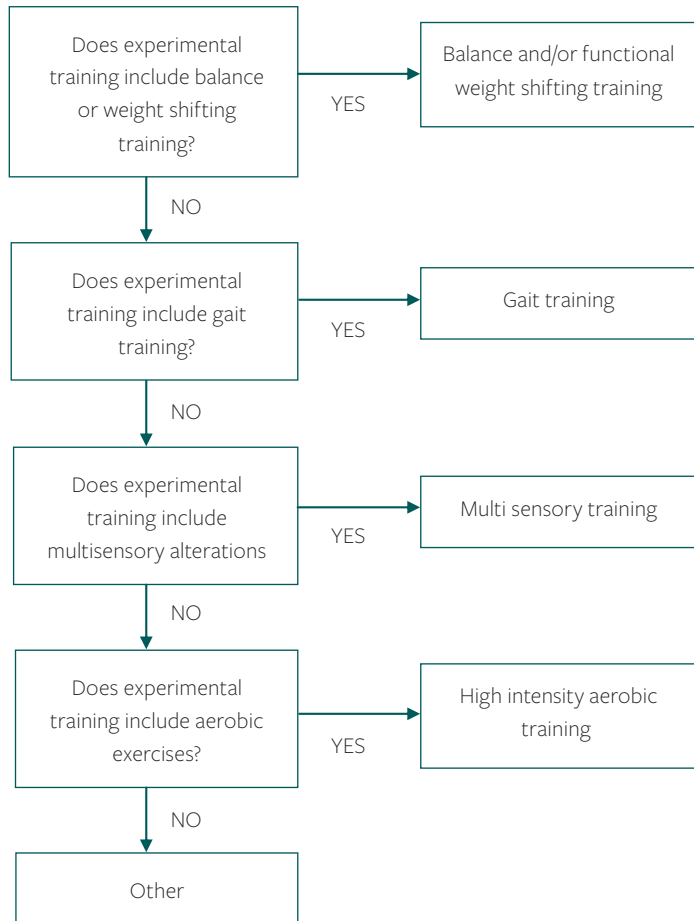 Does experimental
training include balance
or weight shifting
training?
YES
Balance and/or functional
weight shifting training
NO
Does experimental
training include gait
training?
YES
Gait training
NO
Does experimental
training include
multisensory alterations
YES
Multi sensory training
NO
Does experimental
training include aerobic
exercises?
YES
High intensity aerobic
training
NO
Other